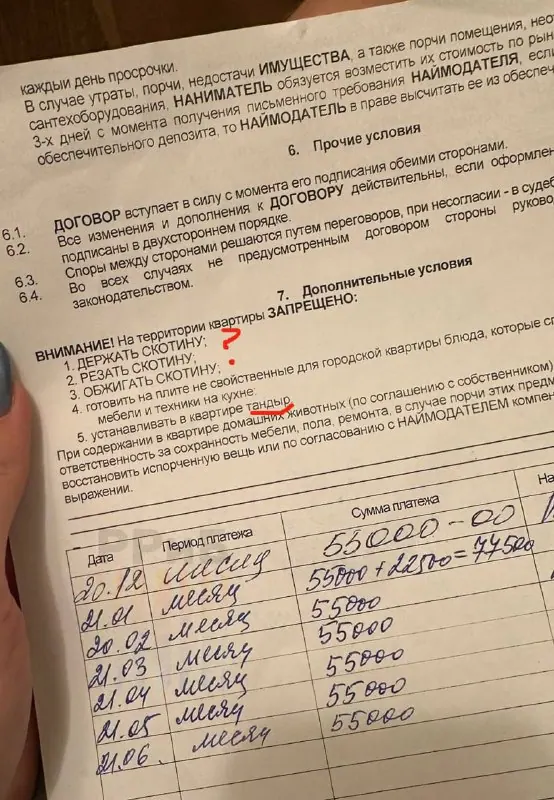 каждый день просрочки.
В случае утраты, порчи, недостачи ИМУЩЕСТВА, а также порчи помещения,
сантехоборудования, НАНИМАТЕЛЬ обязуется возместить их стоимость по
3-х дней с момента получения письменного требования НАЙМОДАТЕЛЯ, если
обеспечительного депозита, то НАЙМОДАТЕЛЬ в праве высчитать ее из
6. Прочие условия
6.1. ДОГОВОР вступает в силу с момента его подписания обеими сторонами.
6.2. Все изменения и дополнения к ДОГОВОРУ действительны, если
подписаны в двухстороннем порядке.
6.3. Споры между сторонами решаются путем переговоров, при несогласии - в
6.4. Во всех случаях не предусмотренным договором стороны
законодательством.
7. Дополнительные условия
ВНИМАНИЕ! На территории квартиры ЗАПРЕЩЕНО:
1. ДЕРЖАТЬ СКОТИНУ; ?
2. РЕЗАТЬ СКОТИНУ;
3. ОБЖИГАТЬ СКОТИНУ;
4. готовить на плите не свойственные для городской квартиры блюда, которые
мебели и техники на кухне:
5. устанавливать в квартире тандыр.
При содержании в квартире домашних животных (по соглашению с собственником)
ответственность за сохранность мебели, пола, ремонта, в случае порчи этих
восстановить испорченную вещь или по согласованию с НАЙМОДАТЕЛЕМ
выражении.
Дата Период платежа Сумма платежа
20.12 месяц 55000-00
21.01 месяц 55000 + 22500 = 77500
20.02 месяц 55000
21.03 месяц 55000
21.04 месяц 55000
21.05 месяц 55000
21.06. месяц 55000